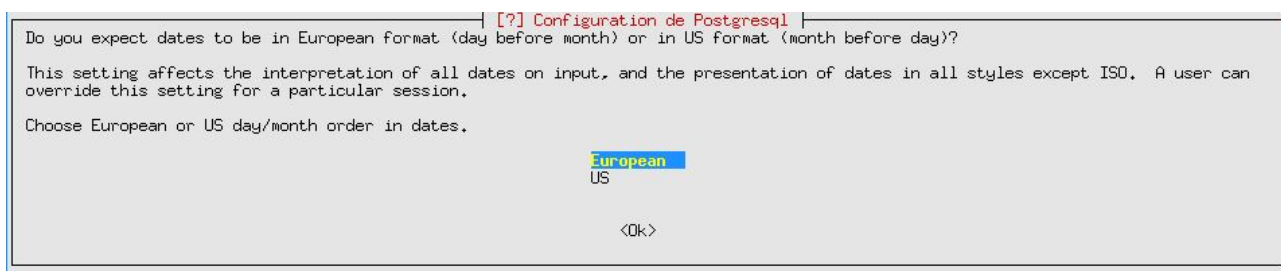 [?] Configuration de Postgresql
Do you expect dates to be in European format (day before month) or in US format (month before day)?
This setting affects the interpretation of all dates on input, and the presentation of dates in all styles except ISO.  A user can
override this setting for a particular session.
Choose European or US day/month order in dates.
European
US
<Ok>